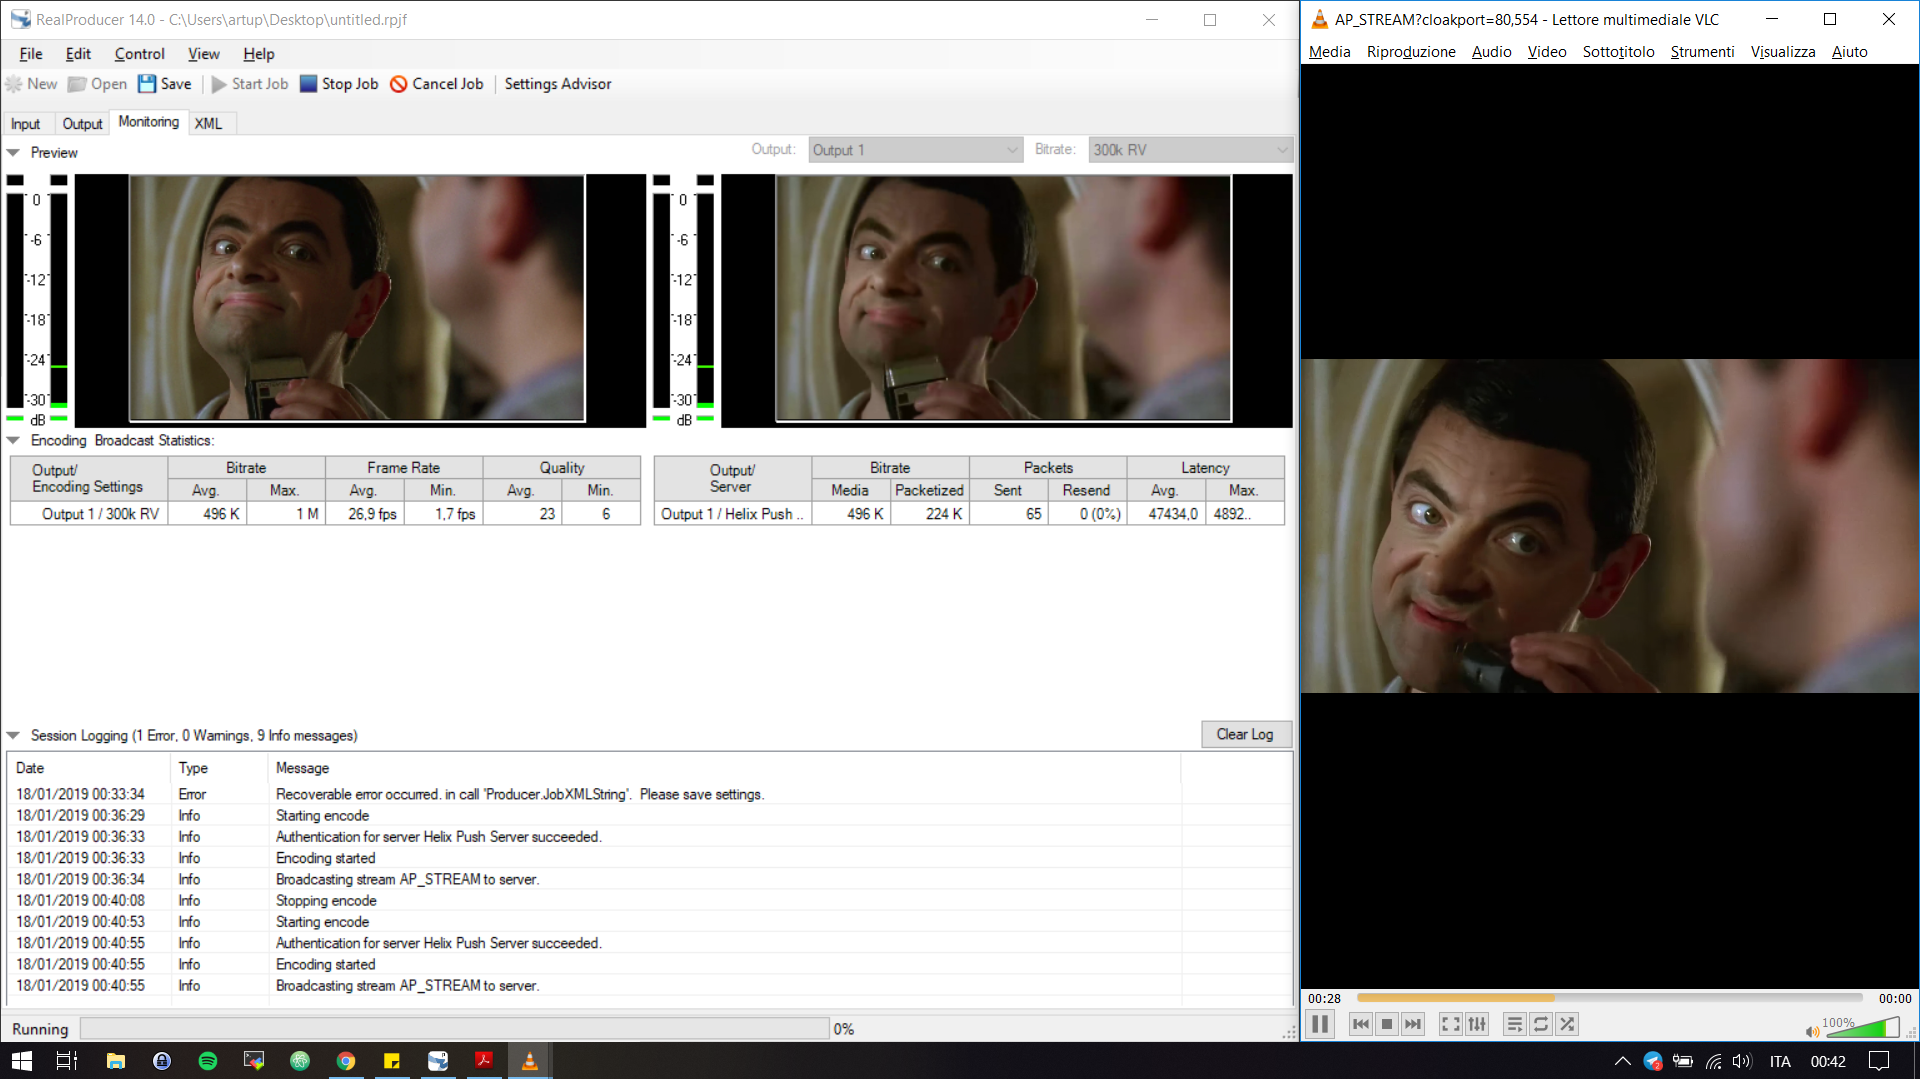 RealProducer 14.0 - C:\Users\artup\Desktop\untitled.rpjf
File Edit Control View Help
New Open Save Start Job Stop Job Cancel Job Settings Advisor
Input Output Monitoring XML
Preview Output: Output 1 Bitrate: 300k RV
0 0
-6 -6
-12 -12
-18 -18
-24 -24
-30 -30
dB dB
Encoding Broadcast Statistics:
Output/ Encoding Settings Bitrate Frame Rate Quality
Avg. Max. Avg. Min. Avg. Min.
Output 1 / 300k RV 496 K 1 M 26,9 fps 1,7 fps 23 6
Output/ Server Bitrate Packets Latency
Media Packetized Sent Resend Avg. Max.
Output 1 / Helix Push .. 496 K 224 K 65 0 (0%) 47434,0 4892..
Session Logging (1 Error, 0 Warnings, 9 Info messages) Clear Log
Date Type Message
18/01/2019 00:33:34 Error Recoverable error occurred. in call 'Producer.JobXMLString'. Please save settings.
18/01/2019 00:36:29 Info Starting encode
18/01/2019 00:36:33 Info Authentication for server Helix Push Server succeeded.
18/01/2019 00:36:33 Info Encoding started
18/01/2019 00:36:34 Info Broadcasting stream AP_STREAM to server.
18/01/2019 00:40:08 Info Stopping encode
18/01/2019 00:40:53 Info Starting encode
18/01/2019 00:40:55 Info Authentication for server Helix Push Server succeeded.
18/01/2019 00:40:55 Info Encoding started
18/01/2019 00:40:55 Info Broadcasting stream AP_STREAM to server.
Running 0%
AP_STREAM?cloakport=80,554 - Lettore multimediale VLC
Media Riproduzione Audio Video Sottotitolo Strumenti Visualizza Aiuto
00:28 00:00
100%
ITA 00:42